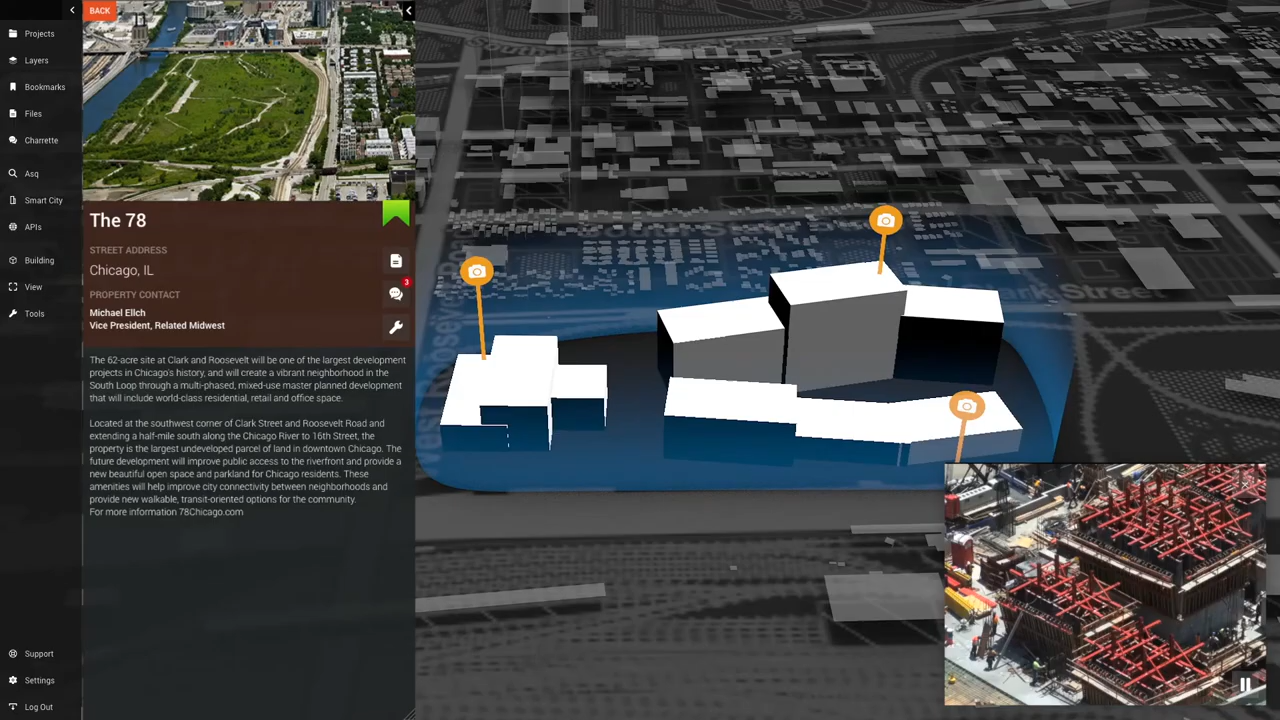 BACK
Projects
Layers
Bookmarks
Files
Charrette
Asq
Smart City
APIs
Building
View
Tools
Support
Settings
Log Out
The 78
STREET ADDRESS
Chicago, IL
PROPERTY CONTACT
3
Michael Ellch
Vice President, Related Midwest
The 62-acre site at Clark and Roosevelt will be one of the largest development
projects in Chicago's history, and will create a vibrant neighborhood in the
South Loop through a multi-phased, mixed-use master planned development
that will include world-class residential, retail and office space.
Located at the southwest corner of Clark Street and Roosevelt Road and
extending a half-mile south along the Chicago River to 16th Street, the
property is the largest undeveloped parcel of land in downtown Chicago. The
future development will improve public access to the riverfront and provide a
new beautiful open space and parkland for Chicago residents. These
amenities will help improve city connectivity between neighborhoods and
provide new walkable, transit-oriented options for the community.
For more information 78Chicago.com
Clark Street